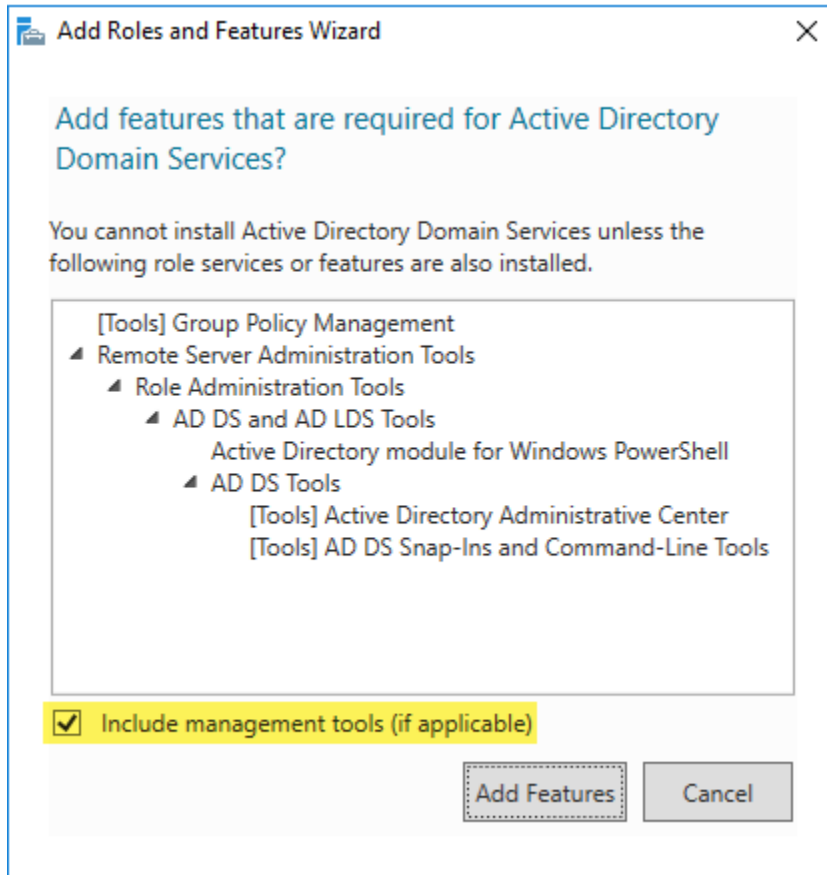 Add Roles and Features Wizard
Add features that are required for Active Directory
Domain Services?
You cannot install Active Directory Domain Services unless the
following role services or features are also installed.
[Tools] Group Policy Management
Remote Server Administration Tools
Role Administration Tools
AD DS and AD LDS Tools
Active Directory module for Windows PowerShell
AD DS Tools
[Tools] Active Directory Administrative Center
[Tools] AD DS Snap-Ins and Command-Line Tools
Include management tools (if applicable)
Add Features Cancel